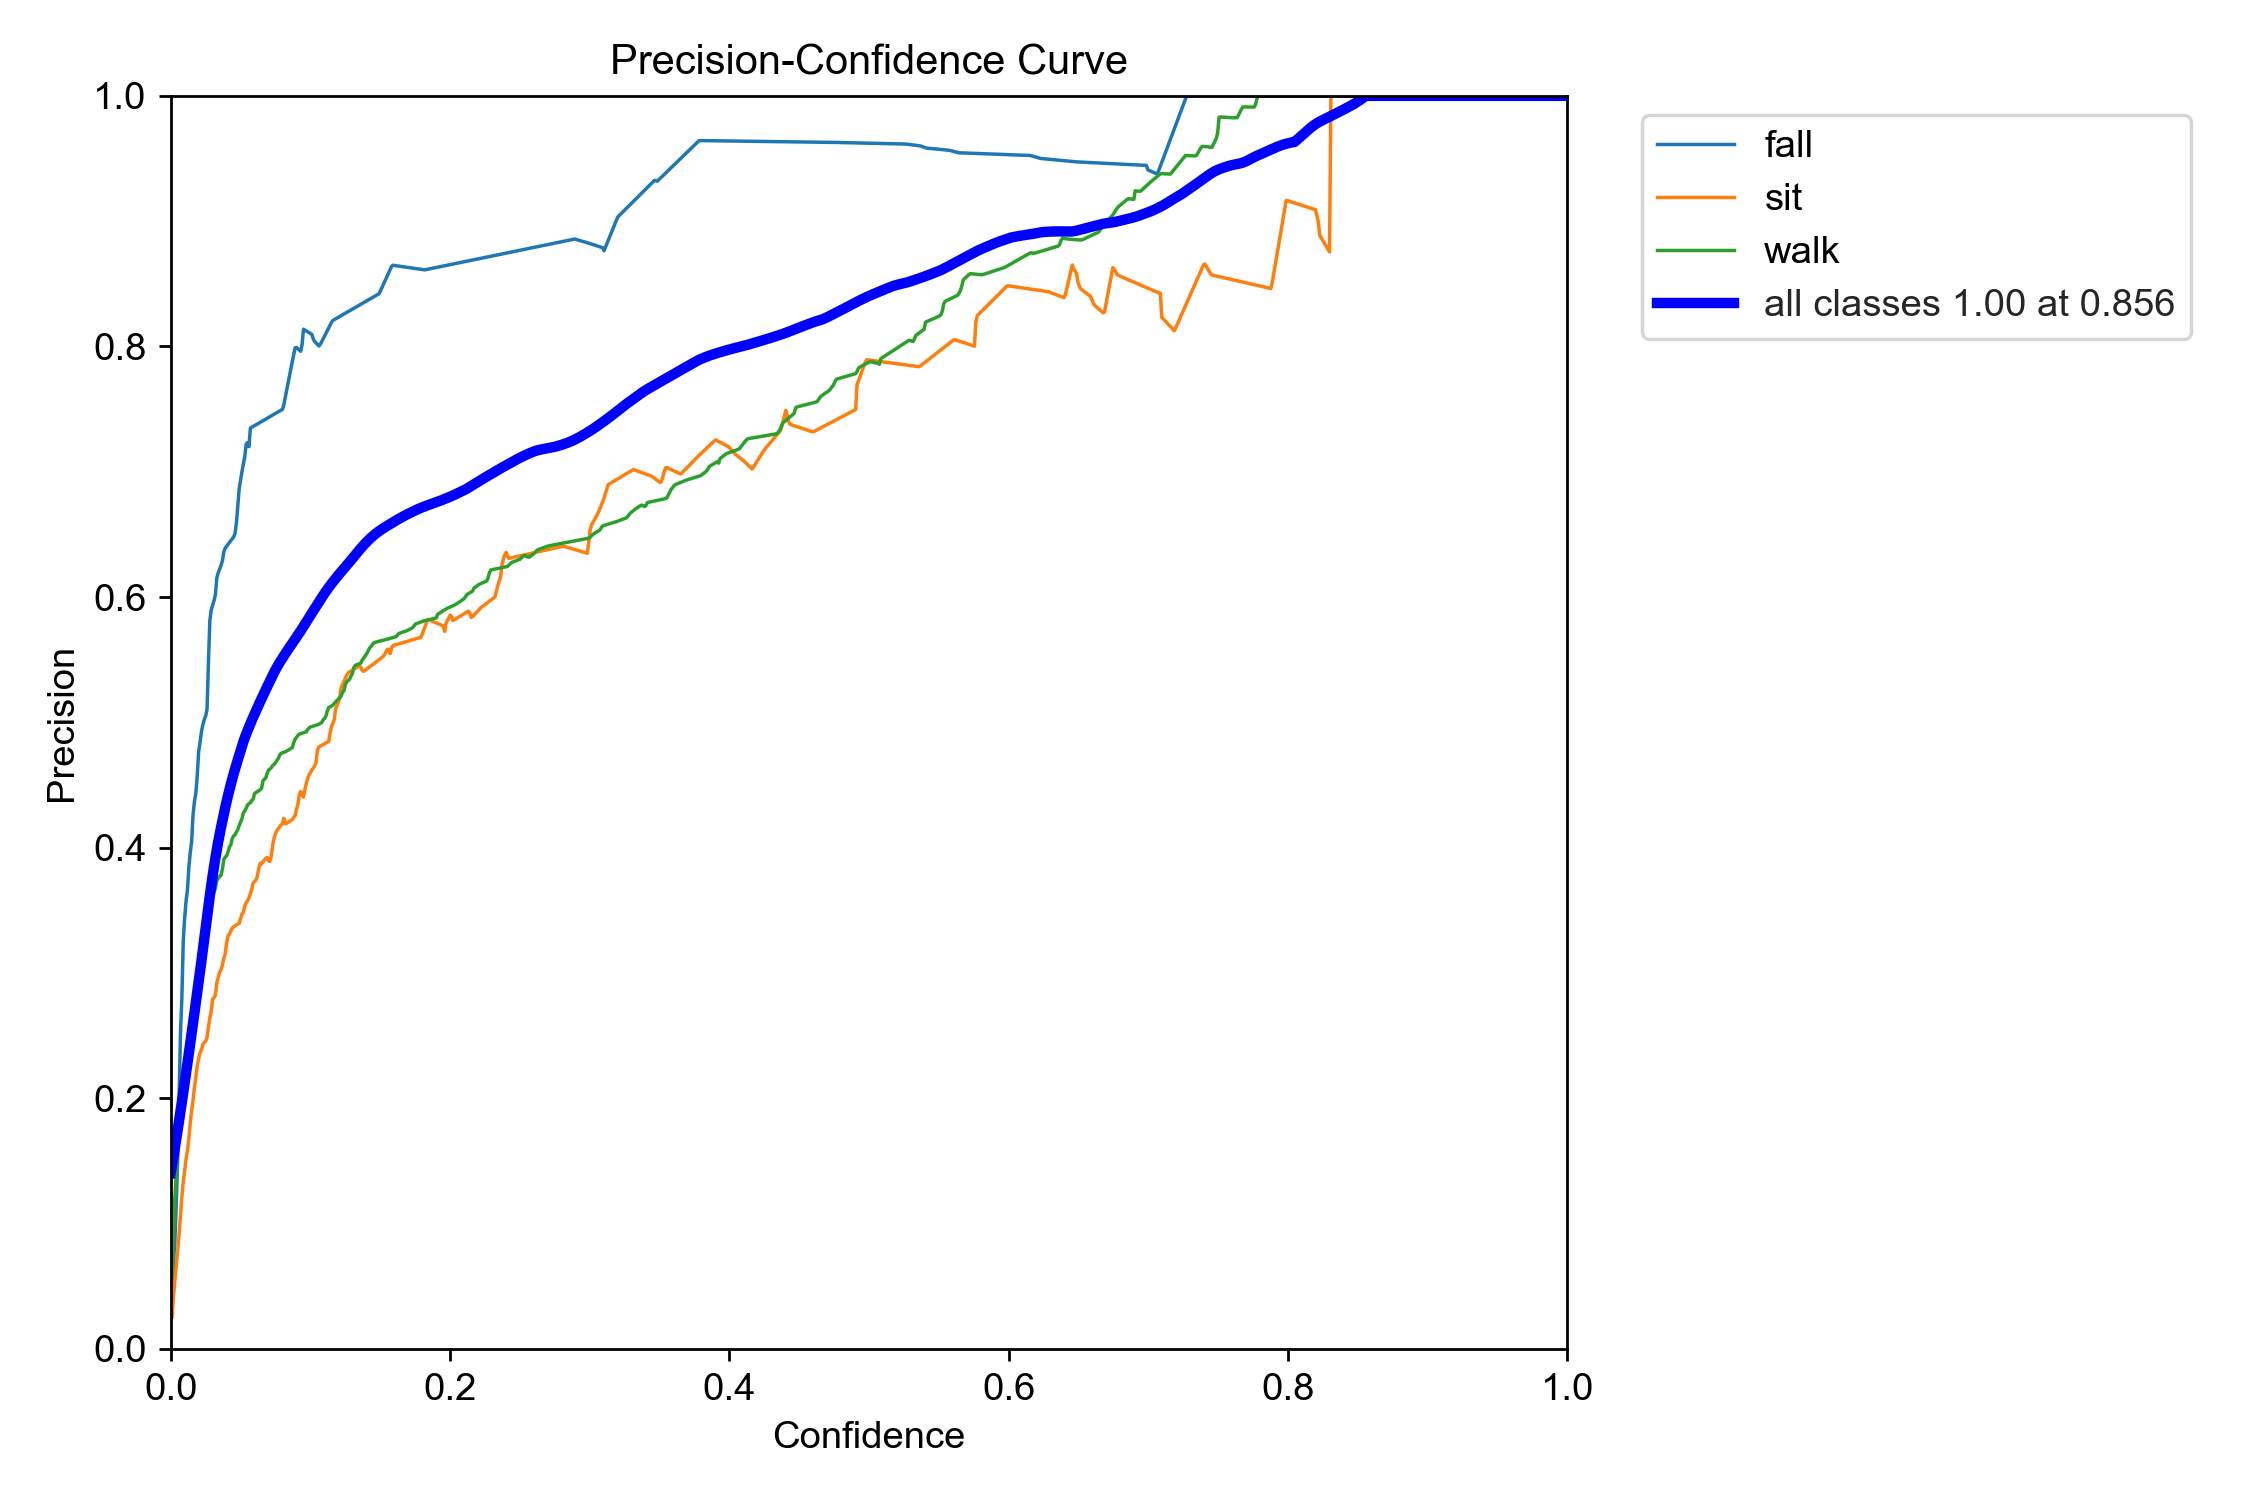 Precision-Confidence Curve
1.0
0.8
0.6
0.4
0.2
0.0
Precision
0.0 0.2 0.4 0.6 0.8 1.0
Confidence
fall
sit
walk
all classes 1.00 at 0.856